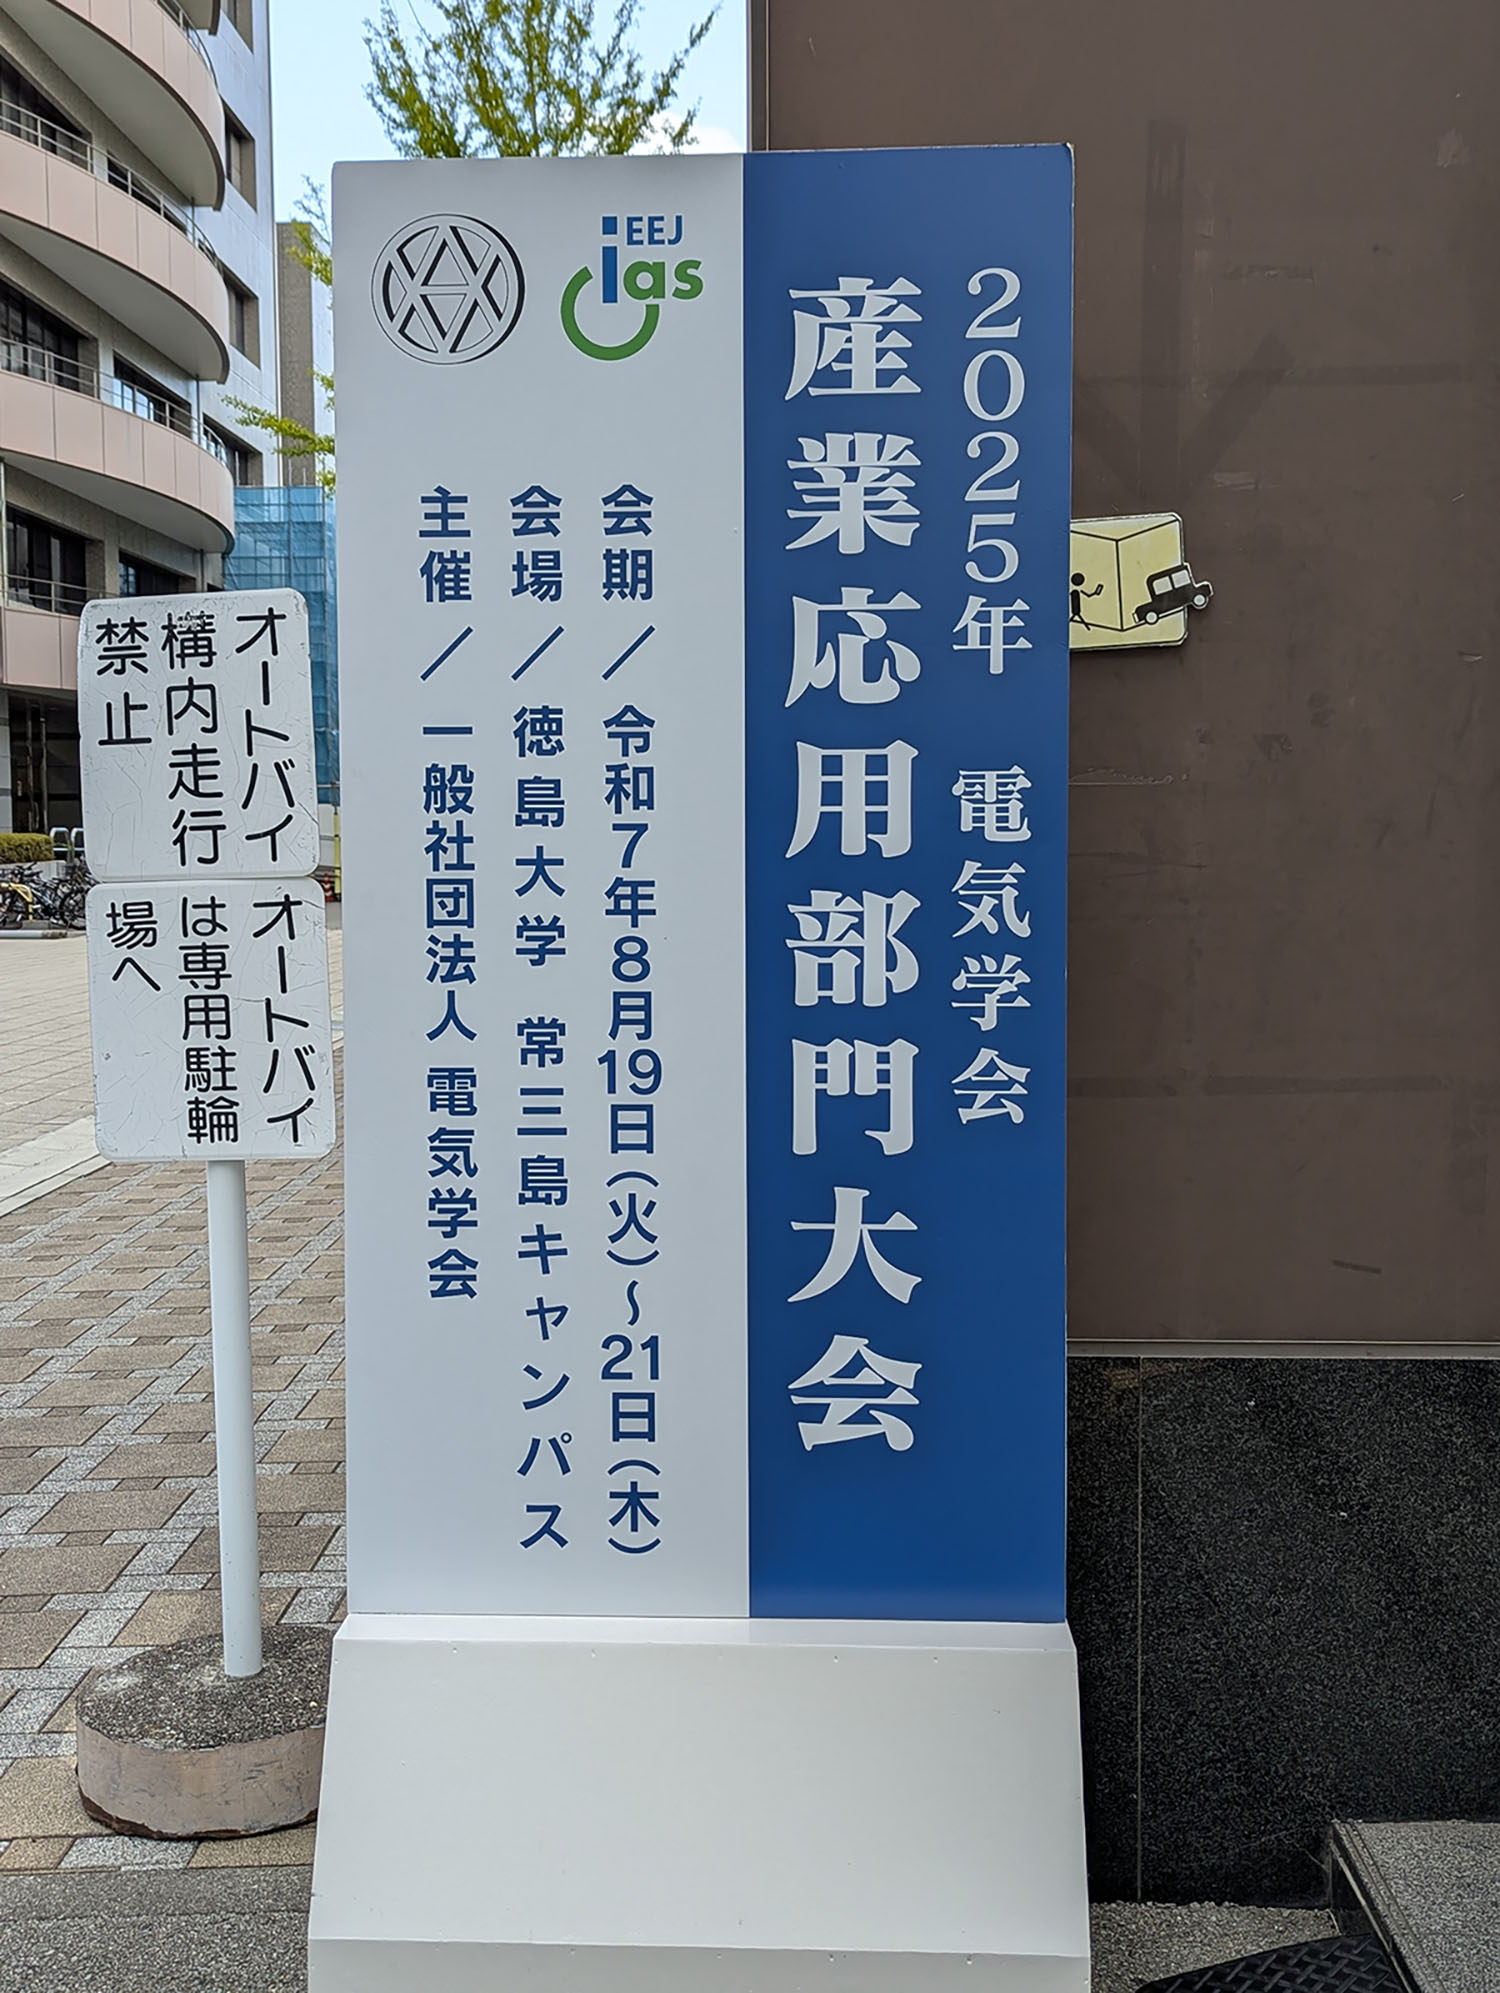 2025年　電気学会
産業応用部門大会
IEEJ
ias
会期／令和7年8月19日（火）～21日（木）
会場／徳島大学　常三島キャンパス
主催／一般社団法人 電気学会
オートバイ
構内走行
禁止
オートバイ
は専用駐輪
場へ